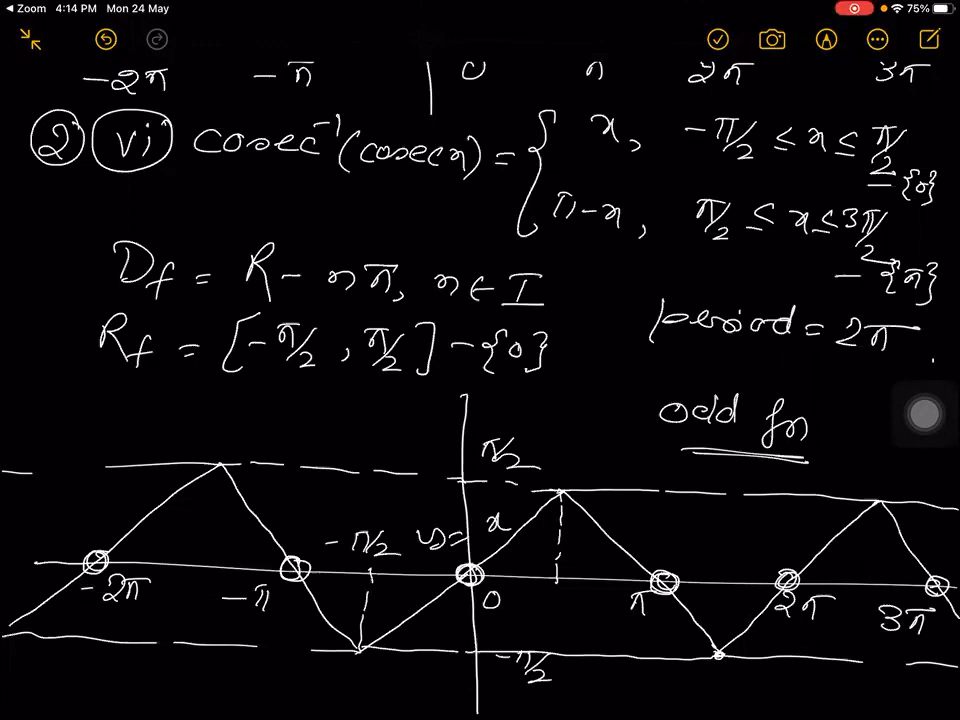 ◀ Zoom 4:14 PM Mon 24 May 75%
-2π -π 0 π 2π 3π
② (vi) cosec⁻¹(cosec x) = { x, -π/2 ≤ x ≤ π/2 - {0}
π-x, π/2 ≤ x ≤ 3π/2 - {π}
Df = R - nπ, n ∈ I
Rf = [-π/2, π/2] - {0} period = 2π
odd fn
π/2
-π/2 y= x
-2π -π 0 π 2π 3π
-π/2